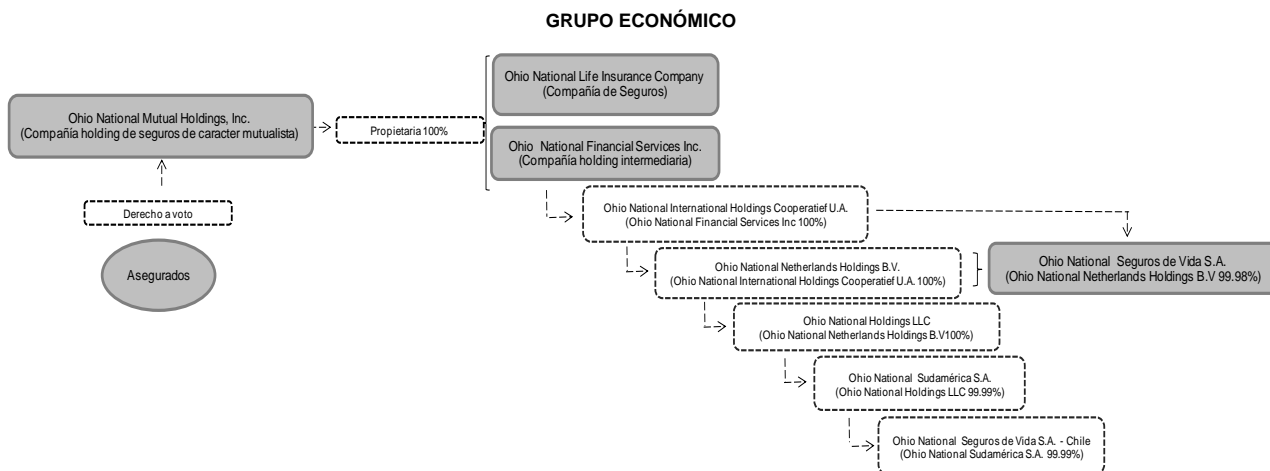 GRUPO ECONÓMICO
Ohio National Life Insurance Company
(Compañía de Seguros)
Ohio National Mutual Holdings, Inc.
(Compañía holding de seguros de caracter mutualista)
Propietaria 100%
Ohio National Financial Services Inc.
(Compañía holding intermediaria)
Derecho a voto
Asegurados
Ohio National International Holdings Cooperatief U.A.
(Ohio National Financial Services Inc 100%)
Ohio National Netherlands Holdings B.V.
(Ohio National International Holdings Cooperatief U.A. 100%)
Ohio National Seguros de Vida S.A.
(Ohio National Netherlands Holdings B.V 99.98%)
Ohio National Holdings LLC
(Ohio National Netherlands Holdings B.V100%)
Ohio National Sudamérica S.A.
(Ohio National Holdings LLC 99.99%)
Ohio National Seguros de Vida S.A. - Chile
(Ohio National Sudamérica S.A. 99.99%)